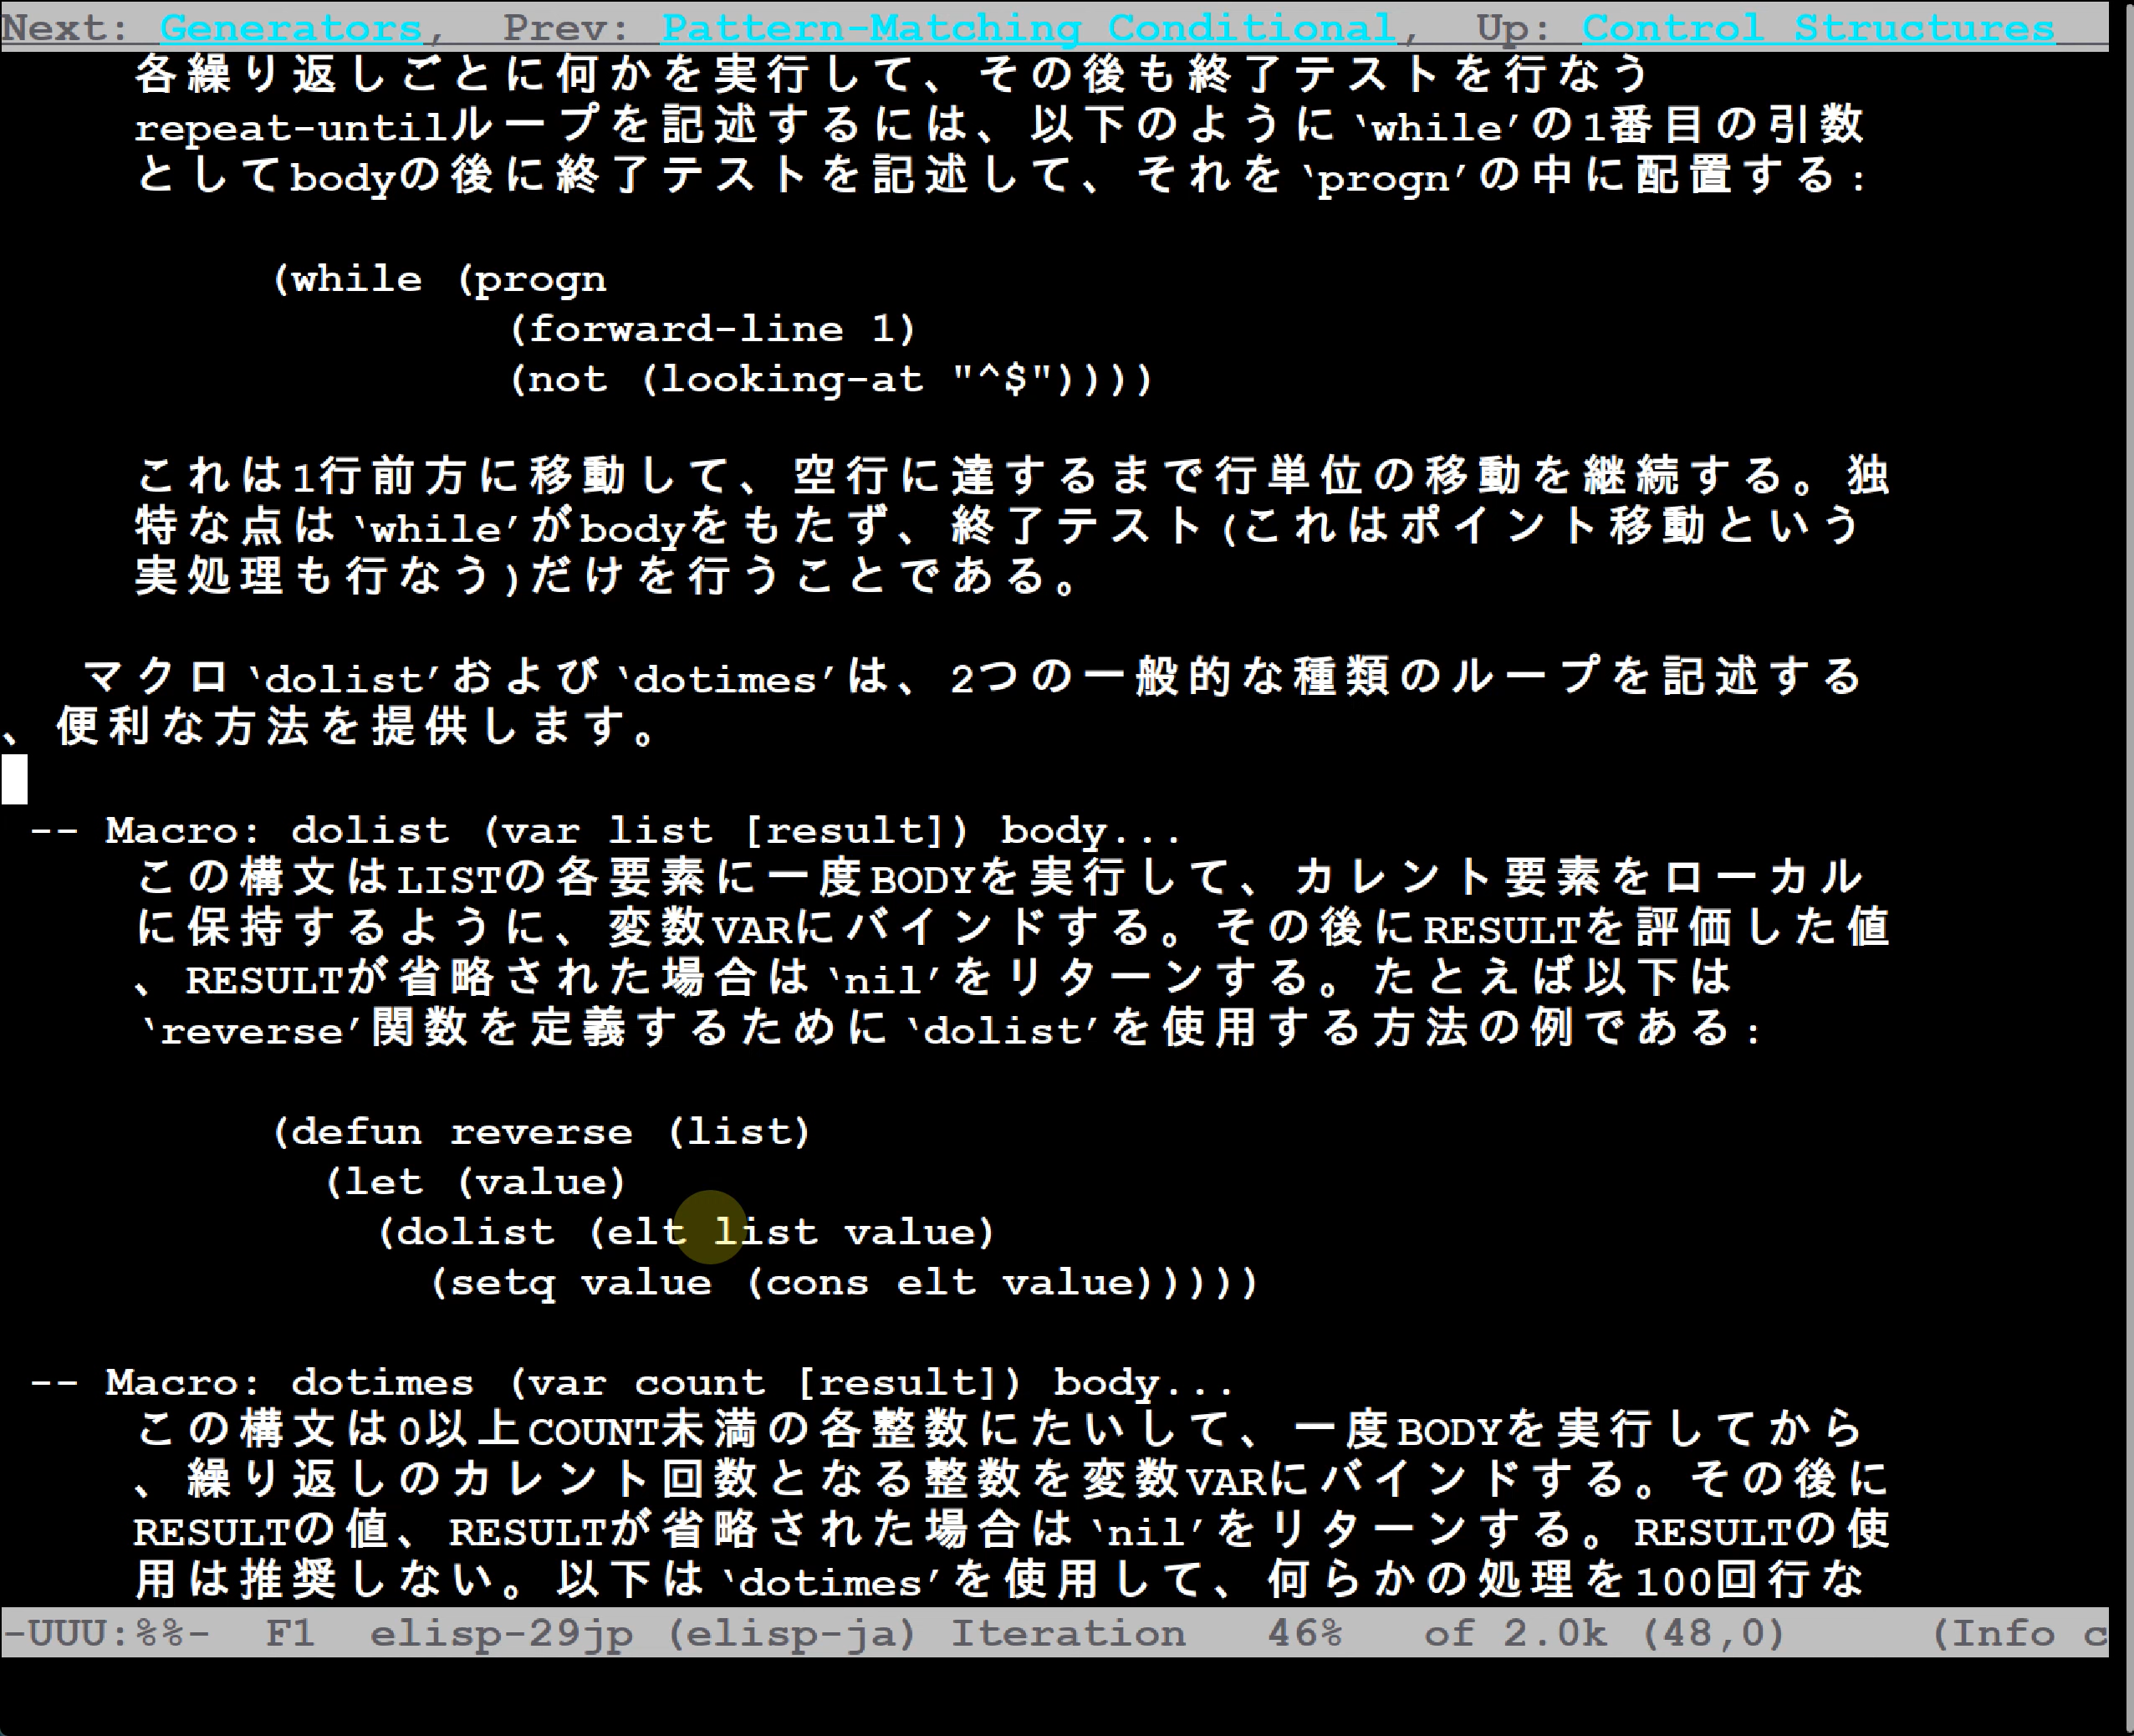 Next: Generators,  Prev: Pattern-Matching Conditional,  Up: Control Structures
各繰り返しごとに何かを実行して、その後も終了テストを行なう
repeat-untilループを記述するには、以下のように‘while’の1番目の引数
としてbodyの後に終了テストを記述して、それを‘progn’の中に配置する:
(while (progn
(forward-line 1)
(not (looking-at "^$"))))
これは1行前方に移動して、空行に達するまで行単位の移動を継続する。独
特な点は‘while’がbodyをもたず、終了テスト(これはポイント移動という
実処理も行なう)だけを行うことである。
マクロ‘dolist’および‘dotimes’は、2つの一般的な種類のループを記述する
、便利な方法を提供します。
-- Macro: dolist (var list [result]) body...
この構文はLISTの各要素に一度BODYを実行して、カレント要素をローカル
に保持するように、変数VARにバインドする。その後にRESULTを評価した値
、RESULTが省略された場合は‘nil’をリターンする。たとえば以下は
‘reverse’関数を定義するために‘dolist’を使用する方法の例である:
(defun reverse (list)
(let (value)
(dolist (elt list value)
(setq value (cons elt value)))))
-- Macro: dotimes (var count [result]) body...
この構文は0以上COUNT未満の各整数にたいして、一度BODYを実行してから
、繰り返しのカレント回数となる整数を変数VARにバインドする。その後に
RESULTの値、RESULTが省略された場合は‘nil’をリターンする。RESULTの使
用は推奨しない。以下は‘dotimes’を使用して、何らかの処理を100回行な
-UUU:%%-  F1  elisp-29jp (elisp-ja) Iteration   46%   of 2.0k (48,0)      (Info c